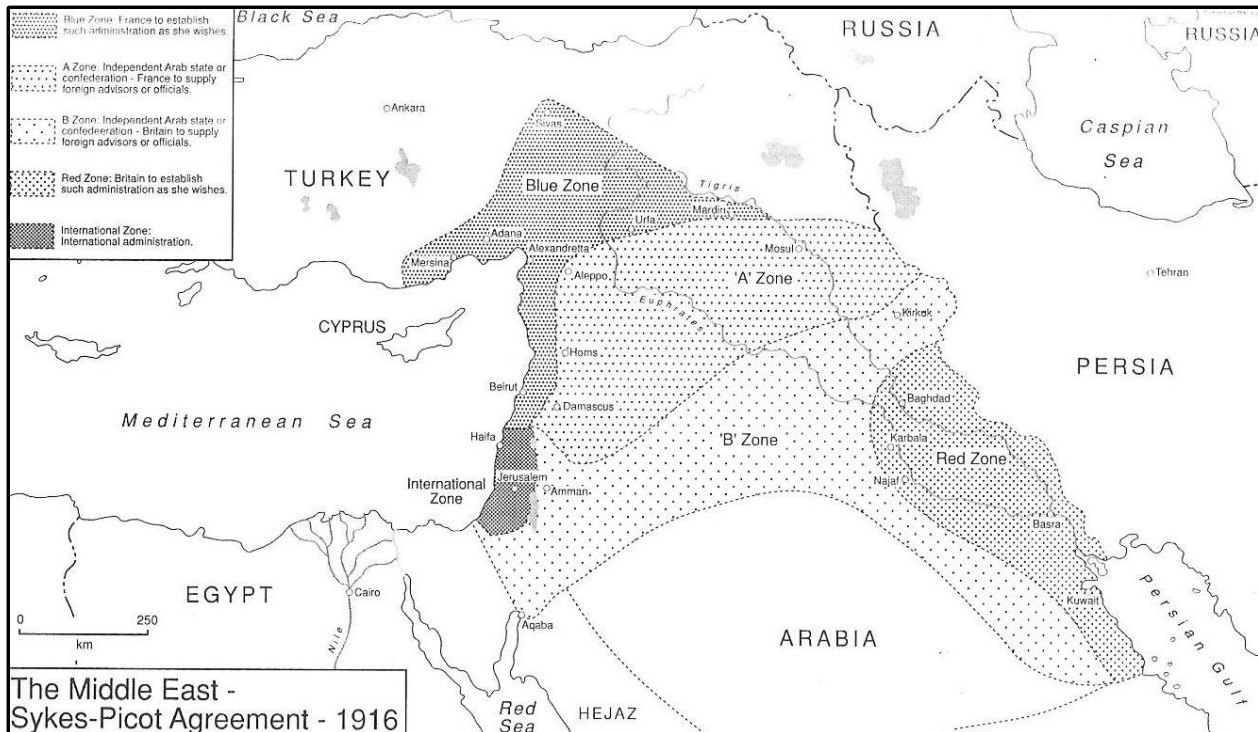 Blue Zone: France to establish
such administration as she wishes.
A Zone: Independent Arab state or
confederation - France to supply
foreign advisors or officials.
B Zone: Independent Arab state or
confedeeration - Britain to supply
foreign advisors or officials.
Red Zone: Britain to establish
such administration as she wishes.
International Zone:
International administration.
Black Sea
RUSSIA
RUSSIA
Ankara
Sivas
Caspian
Sea
TURKEY
Blue Zone
Tigris
Mardin
Urfa
Adana
Alexandretta
Mersina
Mosul
Aleppo
'A' Zone
Tehran
Euphrates
Kirkuk
CYPRUS
Homs
PERSIA
Beirut
Damascus
Baghdad
Mediterranean Sea
Haifa
'B' Zone
Karbala
Red Zone
Jerusalem
International
Zone
Amman
Najaf
Basra
EGYPT
Cairo
Kuwait
0
250
km
Nile
Aqaba
ARABIA
Persian Gulf
The Middle East -
Sykes-Picot Agreement - 1916
Red
Sea
HEJAZ